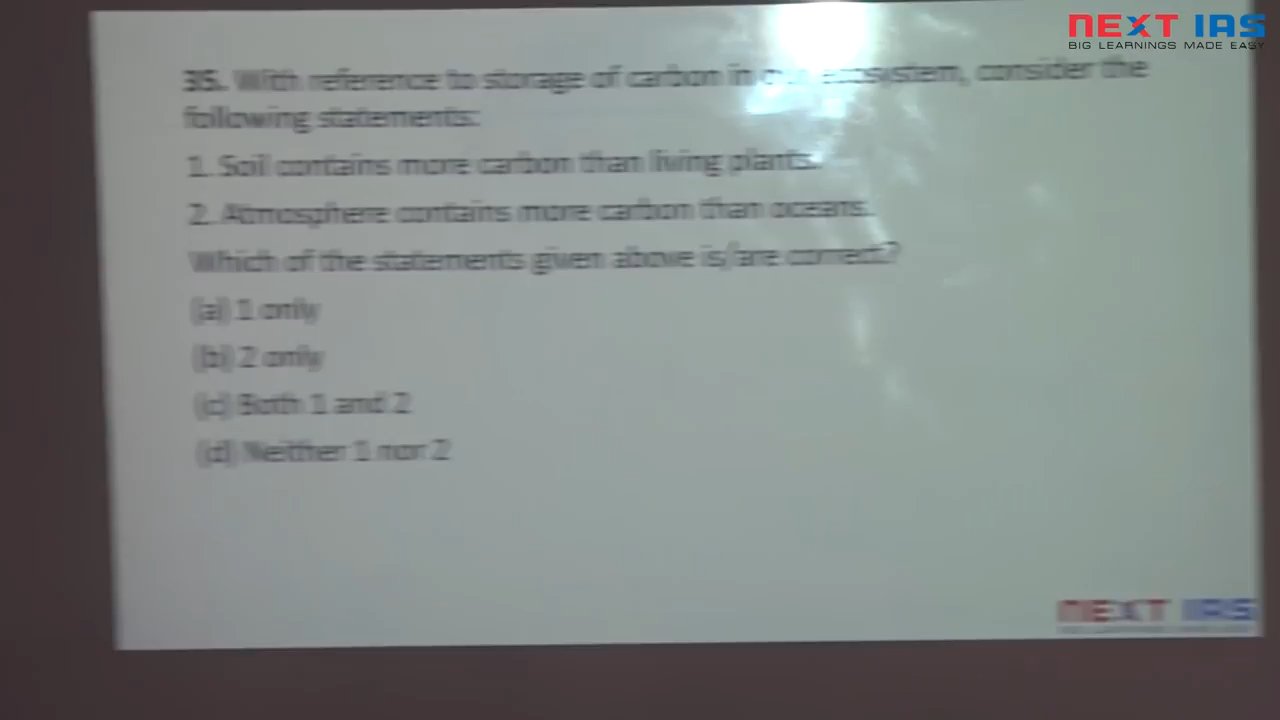 NEXT IAS
BIG LEARNINGS MADE EASY
35. With reference to storage of carbon in our ecosystem, consider the
following statements:
1. Soil contains more carbon than living plants.
2. Atmosphere contains more carbon than oceans.
Which of the statements given above is/are correct?
(a) 1 only
(b) 2 only
(c) Both 1 and 2
(d) Neither 1 nor 2
NEXT IAS